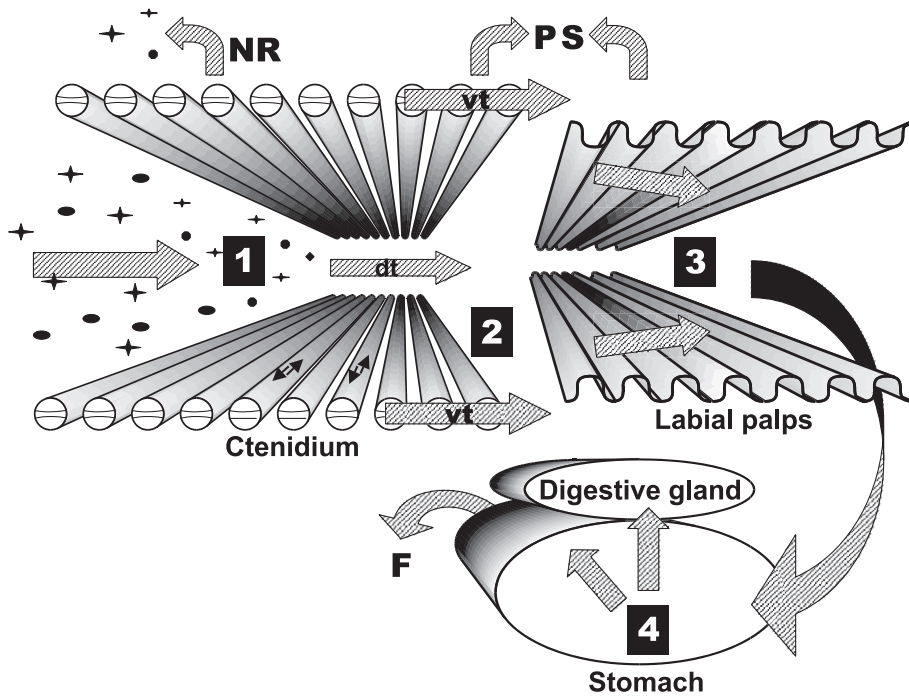 NR
PS
vt
1
dt
3
2
vt
Labial palps
Ctenidium
Digestive gland
F
4
Stomach